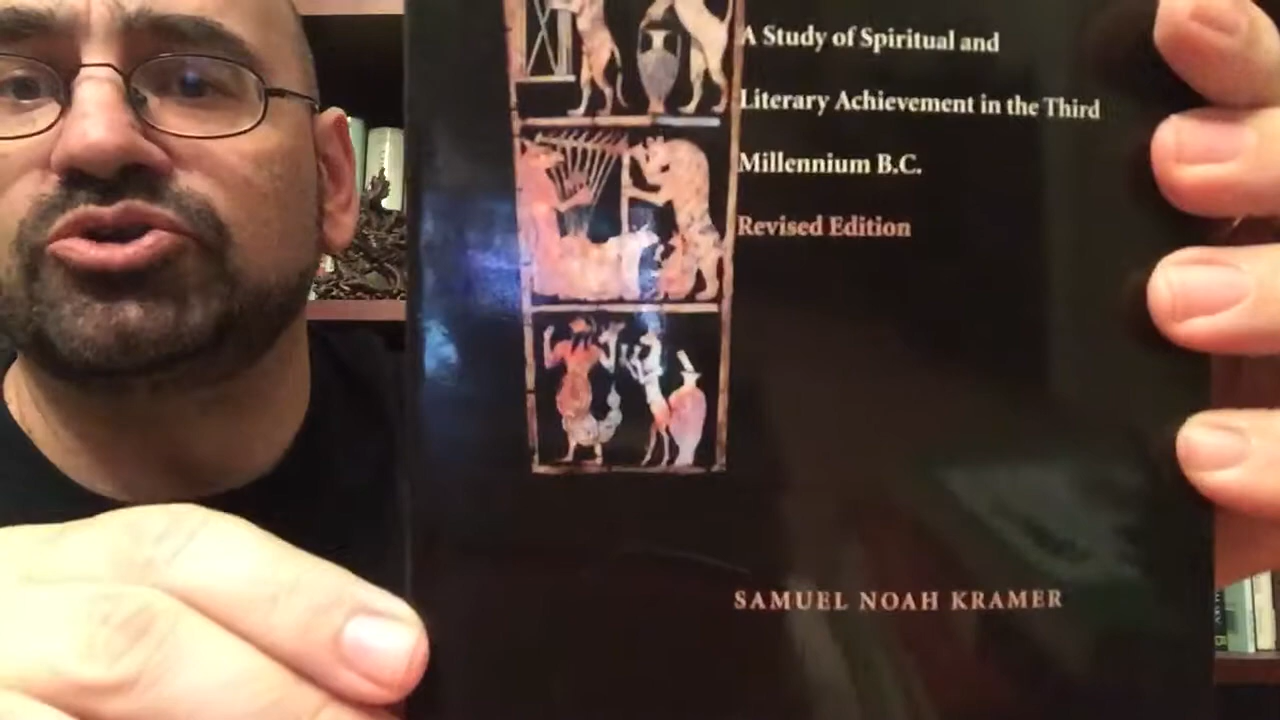 A Study of Spiritual and
Literary Achievement in the Third
Millennium B.C.
Revised Edition
SAMUEL NOAH KRAMER